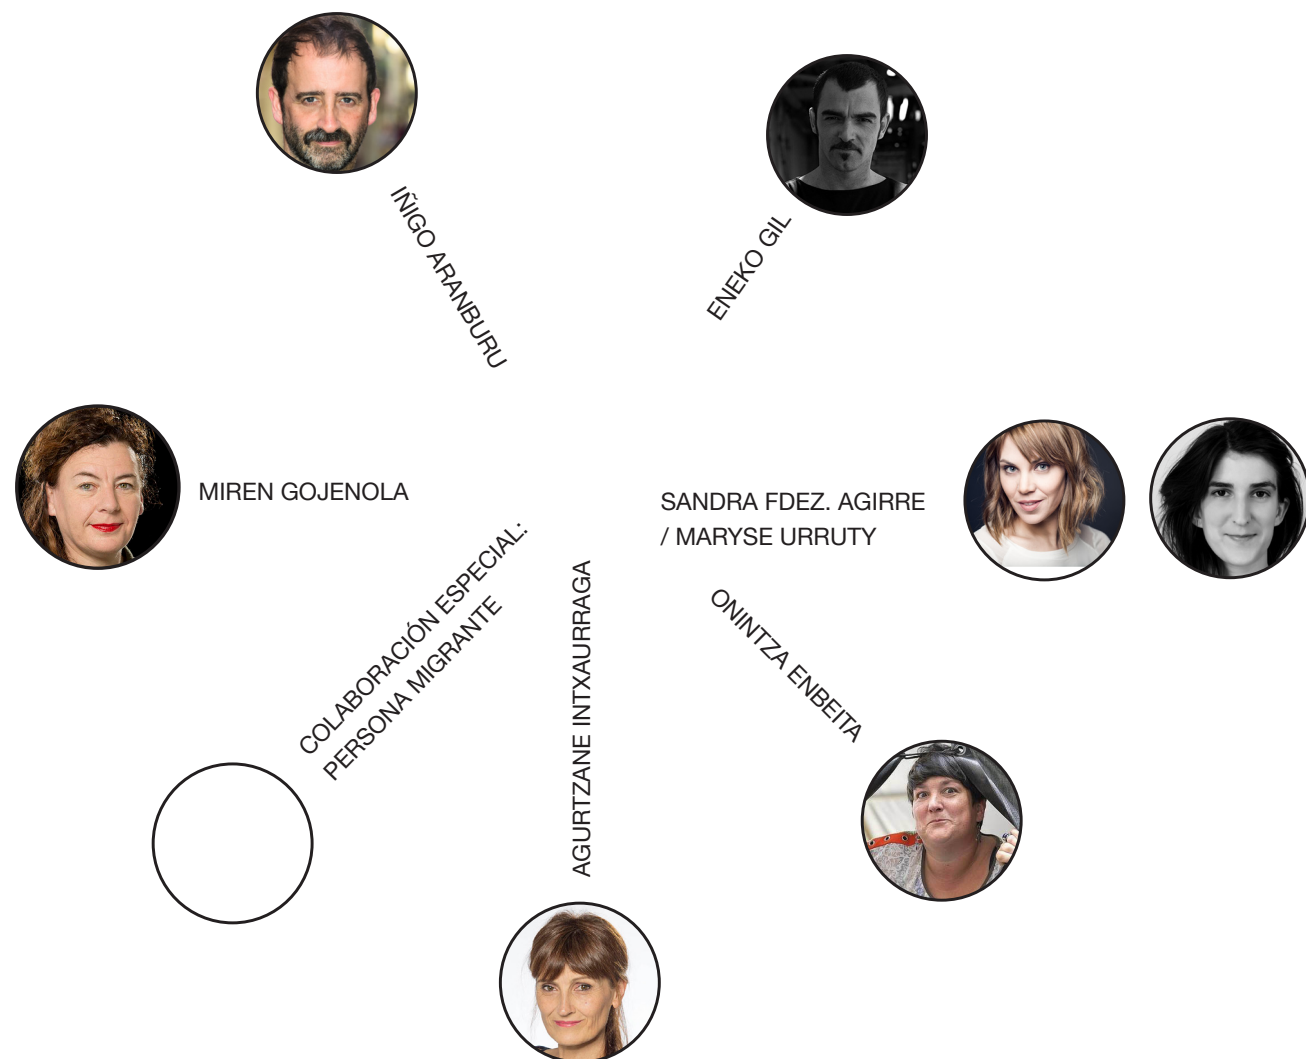 IÑIGO ARANBURU
ENEKO GIL
MIREN GOJENOLA
SANDRA FDEZ. AGIRRE
/ MARYSE URRUTY
COLABORACIÓN ESPECIAL:
PERSONA MIGRANTE
AGURTZANE INTXAURRAGA
ONINTZA ENBEITA